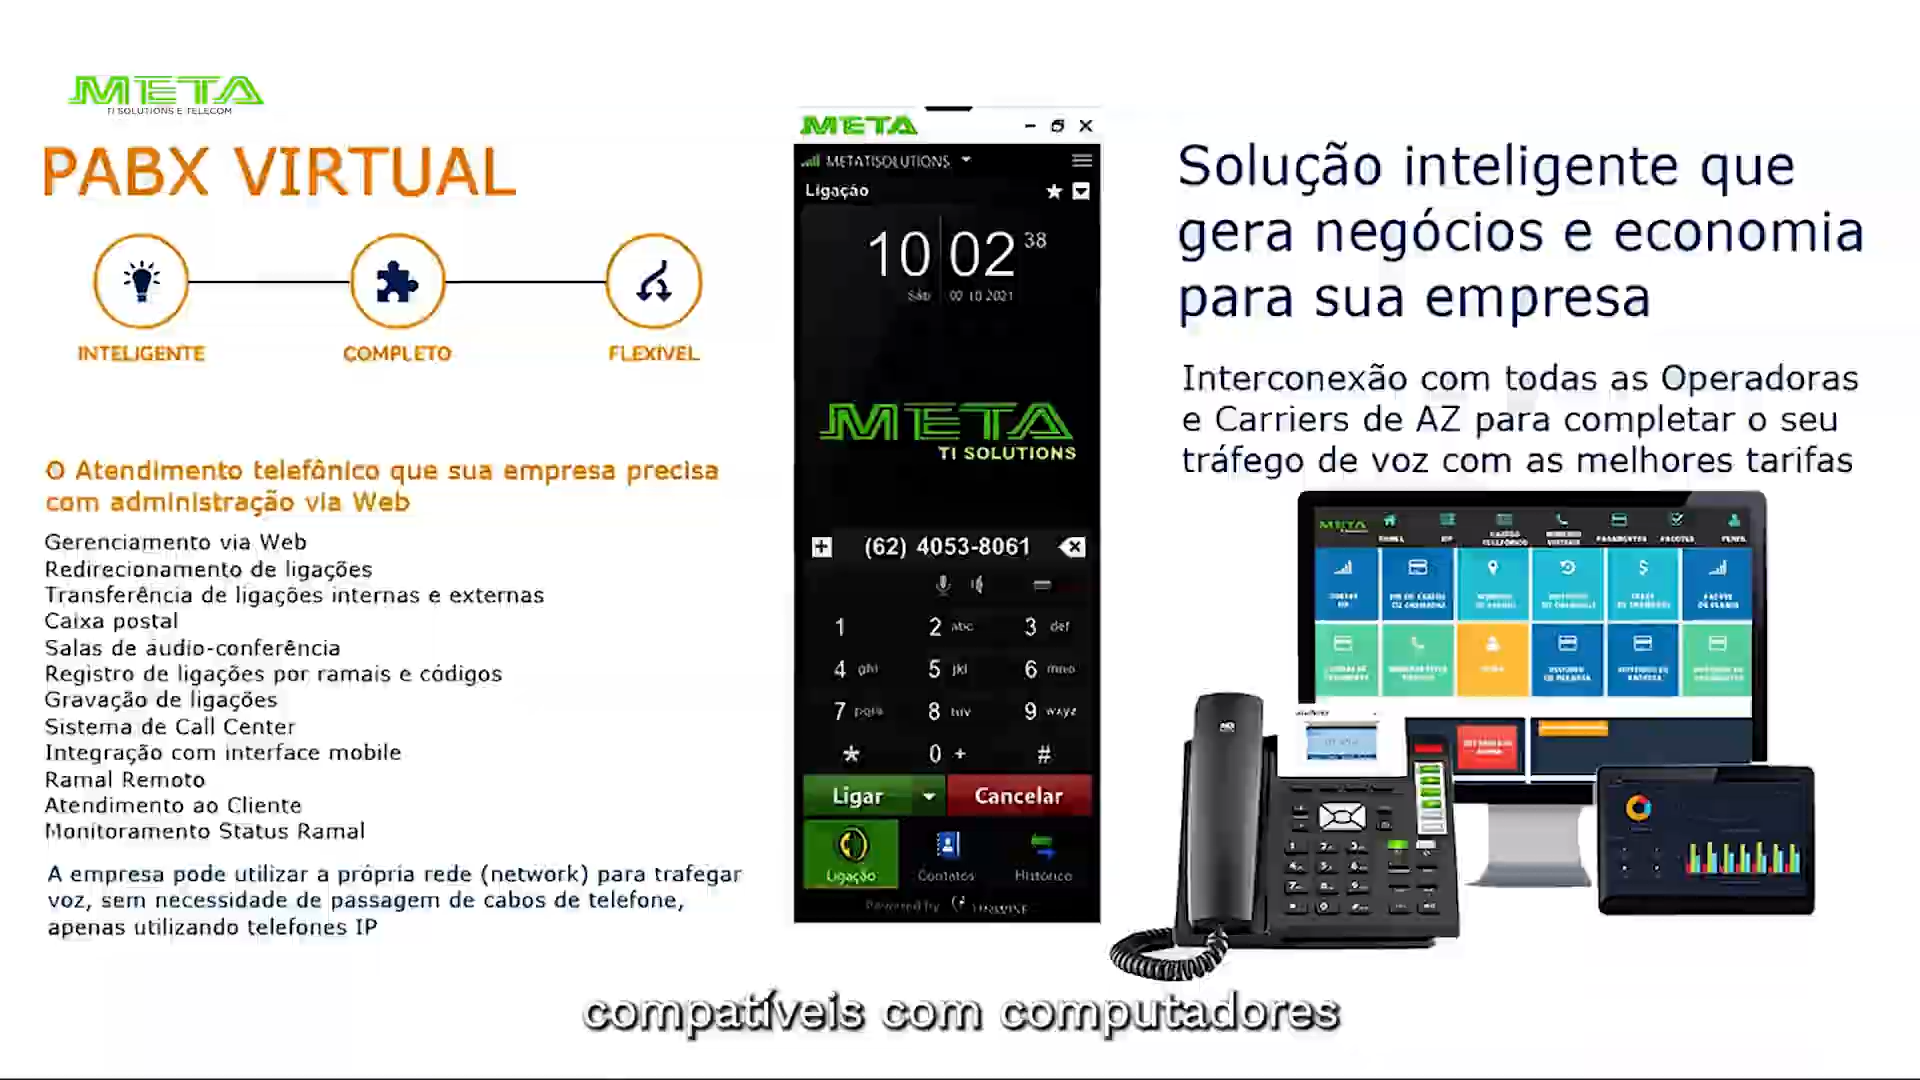 META
TI SOLUTIONS E TELECOM
PABX VIRTUAL
INTELIGENTE
COMPLETO
FLEXÍVEL
O Atendimento telefônico que sua empresa precisa
com administração via Web
Gerenciamento via Web
Redirecionamento de ligações
Transferência de ligações internas e externas
Caixa postal
Salas de áudio-conferência
Registro de ligações por ramais e códigos
Gravação de ligações
Sistema de Call Center
Integração com interface mobile
Ramal Remoto
Atendimento ao Cliente
Monitoramento Status Ramal
A empresa pode utilizar a própria rede (network) para trafegar
voz, sem necessidade de passagem de cabos de telefone,
apenas utilizando telefones IP
META
METATISOLUTIONS
Ligação
10 02 38
Sáb 02 10 2021
META
TI SOLUTIONS
(62) 4053-8061
1 2 abc 3 def
4 ghi 5 jkl 6 mno
7 pqrs 8 tuv 9 wxyz
* 0 + #
Ligar Cancelar
Ligação Contatos Histórico
Powered by
Solução inteligente que
gera negócios e economia
para sua empresa
Interconexão com todas as Operadoras
e Carriers de AZ para completar o seu
tráfego de voz com as melhores tarifas
META
compatíveis com computadores